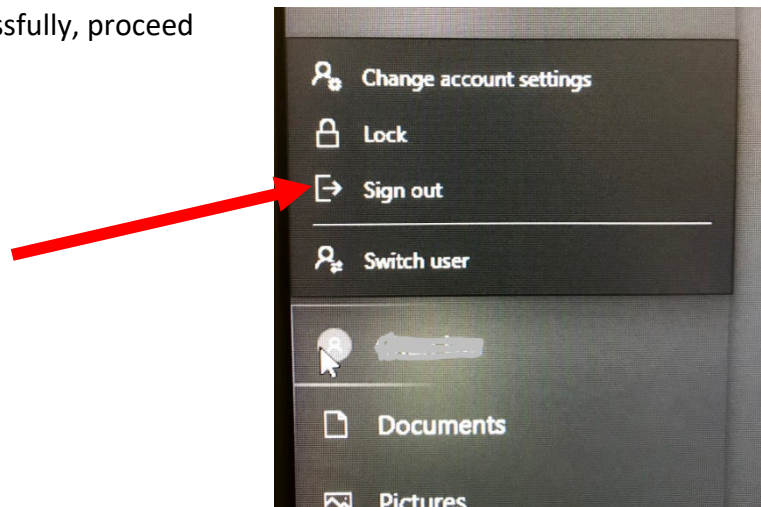 ssfully, proceed
Change account settings
Lock
Sign out
Switch user
Documents
Pictures